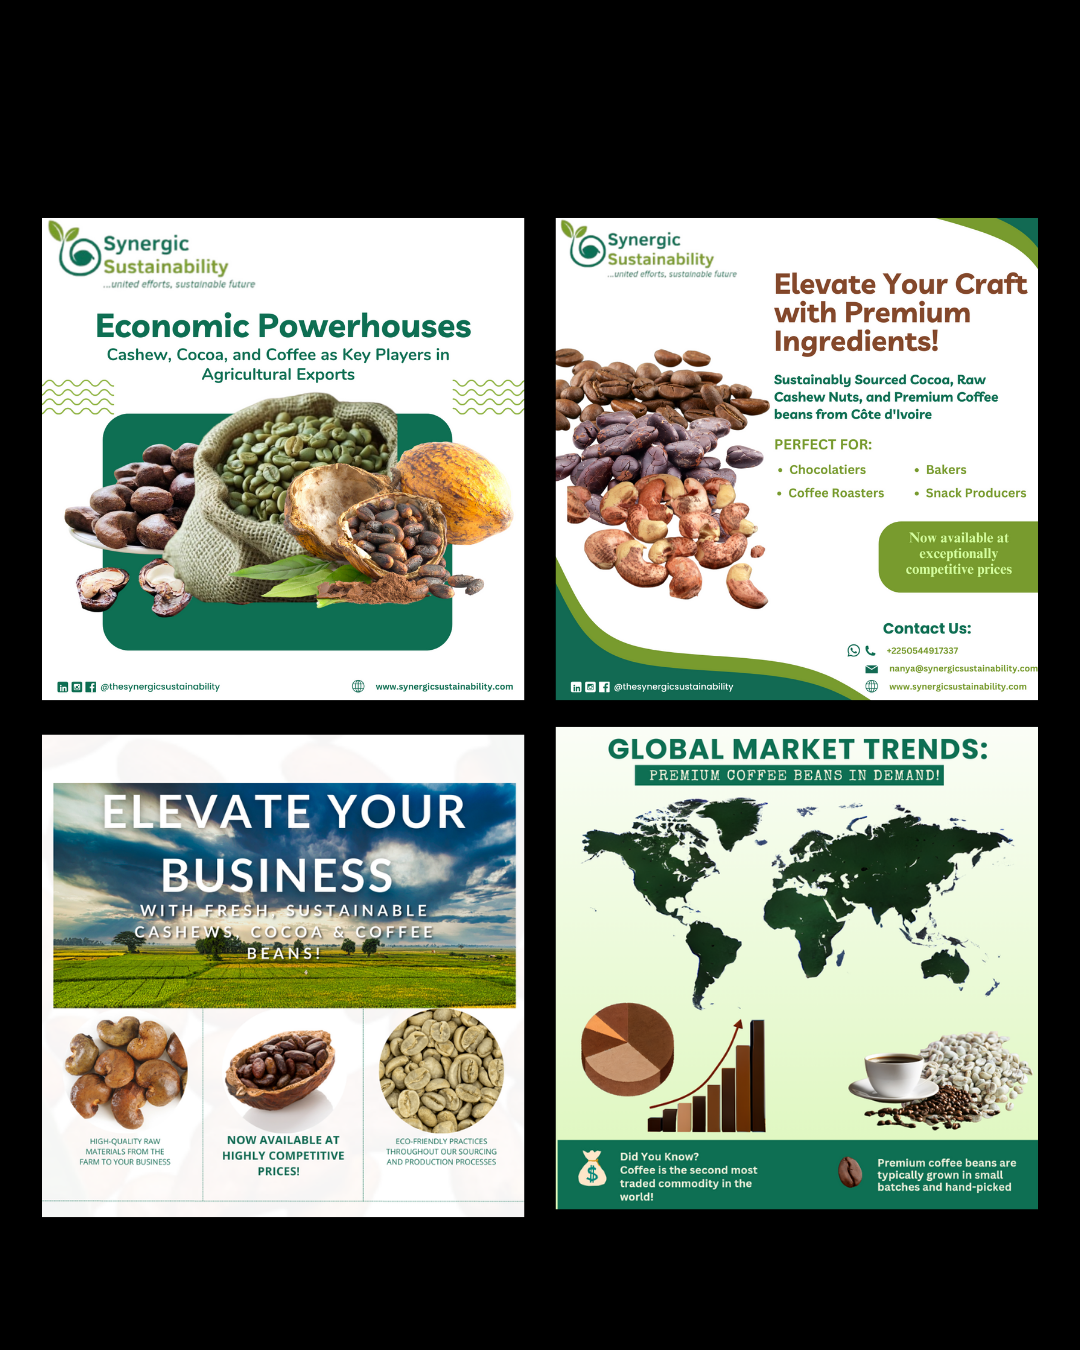 Synergic
Sustainability
...united efforts, sustainable future
Economic Powerhouses
Cashew, Cocoa, and Coffee as Key Players in
Agricultural Exports
@thesynergicsustainability
www.synergicsustainability.com
Synergic
Sustainability
...united efforts, sustainable future
Elevate Your Craft
with Premium
Ingredients!
Sustainably Sourced Cocoa, Raw
Cashew Nuts, and Premium Coffee
beans from Côte d'Ivoire
PERFECT FOR:
• Chocolatiers
• Bakers
• Coffee Roasters
• Snack Producers
Now available at
exceptionally
competitive prices
Contact Us:
+2250544917337
nanya@synergicsustainability.com
@thesynergicsustainability
www.synergicsustainability.com
ELEVATE YOUR
BUSINESS
WITH FRESH, SUSTAINABLE
CASHEWS, COCOA & COFFEE
BEANS!
HIGH-QUALITY RAW
MATERIALS FROM THE
FARM TO YOUR BUSINESS
NOW AVAILABLE AT
HIGHLY COMPETITIVE
PRICES!
ECO-FRIENDLY PRACTICES
THROUGHOUT OUR SOURCING
AND PRODUCTION PROCESSES
GLOBAL MARKET TRENDS:
PREMIUM COFFEE BEANS IN DEMAND!
$
Did You Know?
Coffee is the second most
traded commodity in the
world!
Premium coffee beans are
typically grown in small
batches and hand-picked